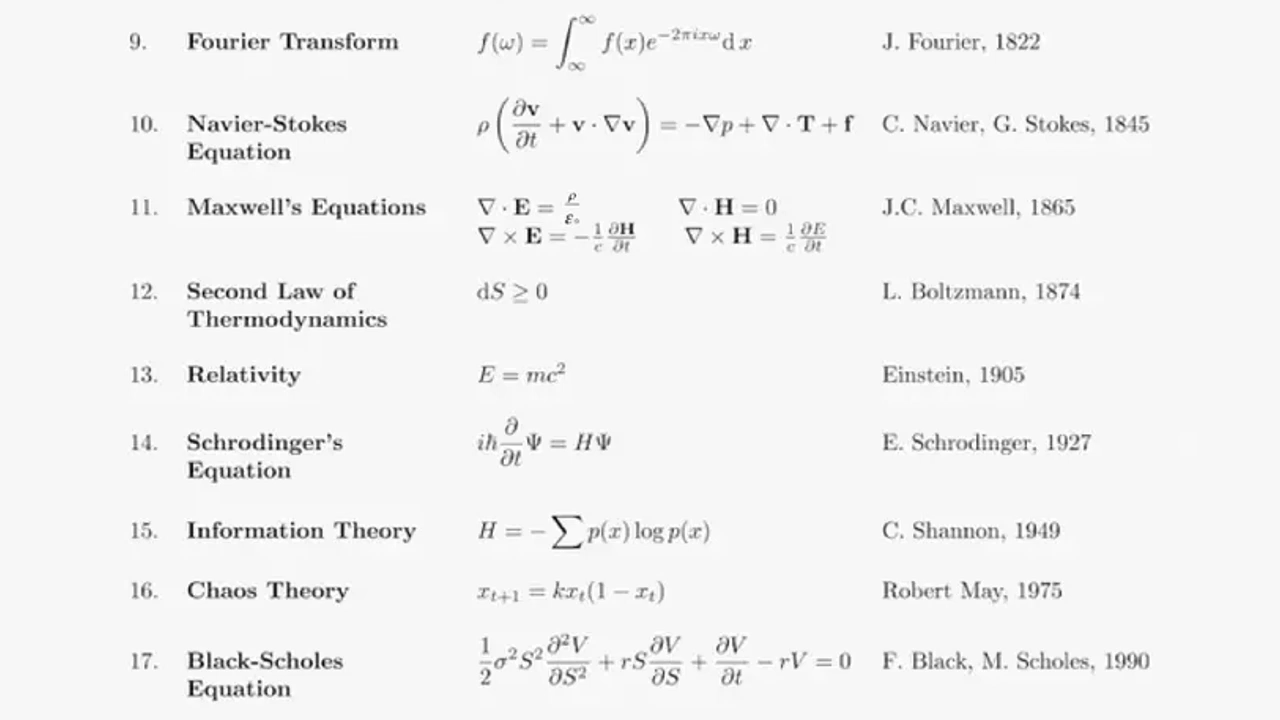 9. Fourier Transform f(ω) = ∫_∞^∞ f(x)e^{−2πixω}dx J. Fourier, 1822
10. Navier-Stokes ρ(∂v/∂t + v · ∇v) = −∇p + ∇ · T + f C. Navier, G. Stokes, 1845
Equation
11. Maxwell's Equations ∇ · E = ρ/ε∘ ∇ · H = 0 J.C. Maxwell, 1865
∇ × E = −1/c ∂H/∂t ∇ × H = 1/c ∂E/∂t
12. Second Law of dS ≥ 0 L. Boltzmann, 1874
Thermodynamics
13. Relativity E = mc² Einstein, 1905
14. Schrodinger's iħ ∂/∂t Ψ = HΨ E. Schrodinger, 1927
Equation
15. Information Theory H = −∑ p(x) log p(x) C. Shannon, 1949
16. Chaos Theory x_{t+1} = kx_t(1 − x_t) Robert May, 1975
17. Black-Scholes 1/2 σ²S² ∂²V/∂S² + rS ∂V/∂S + ∂V/∂t − rV = 0 F. Black, M. Scholes, 1990
Equation